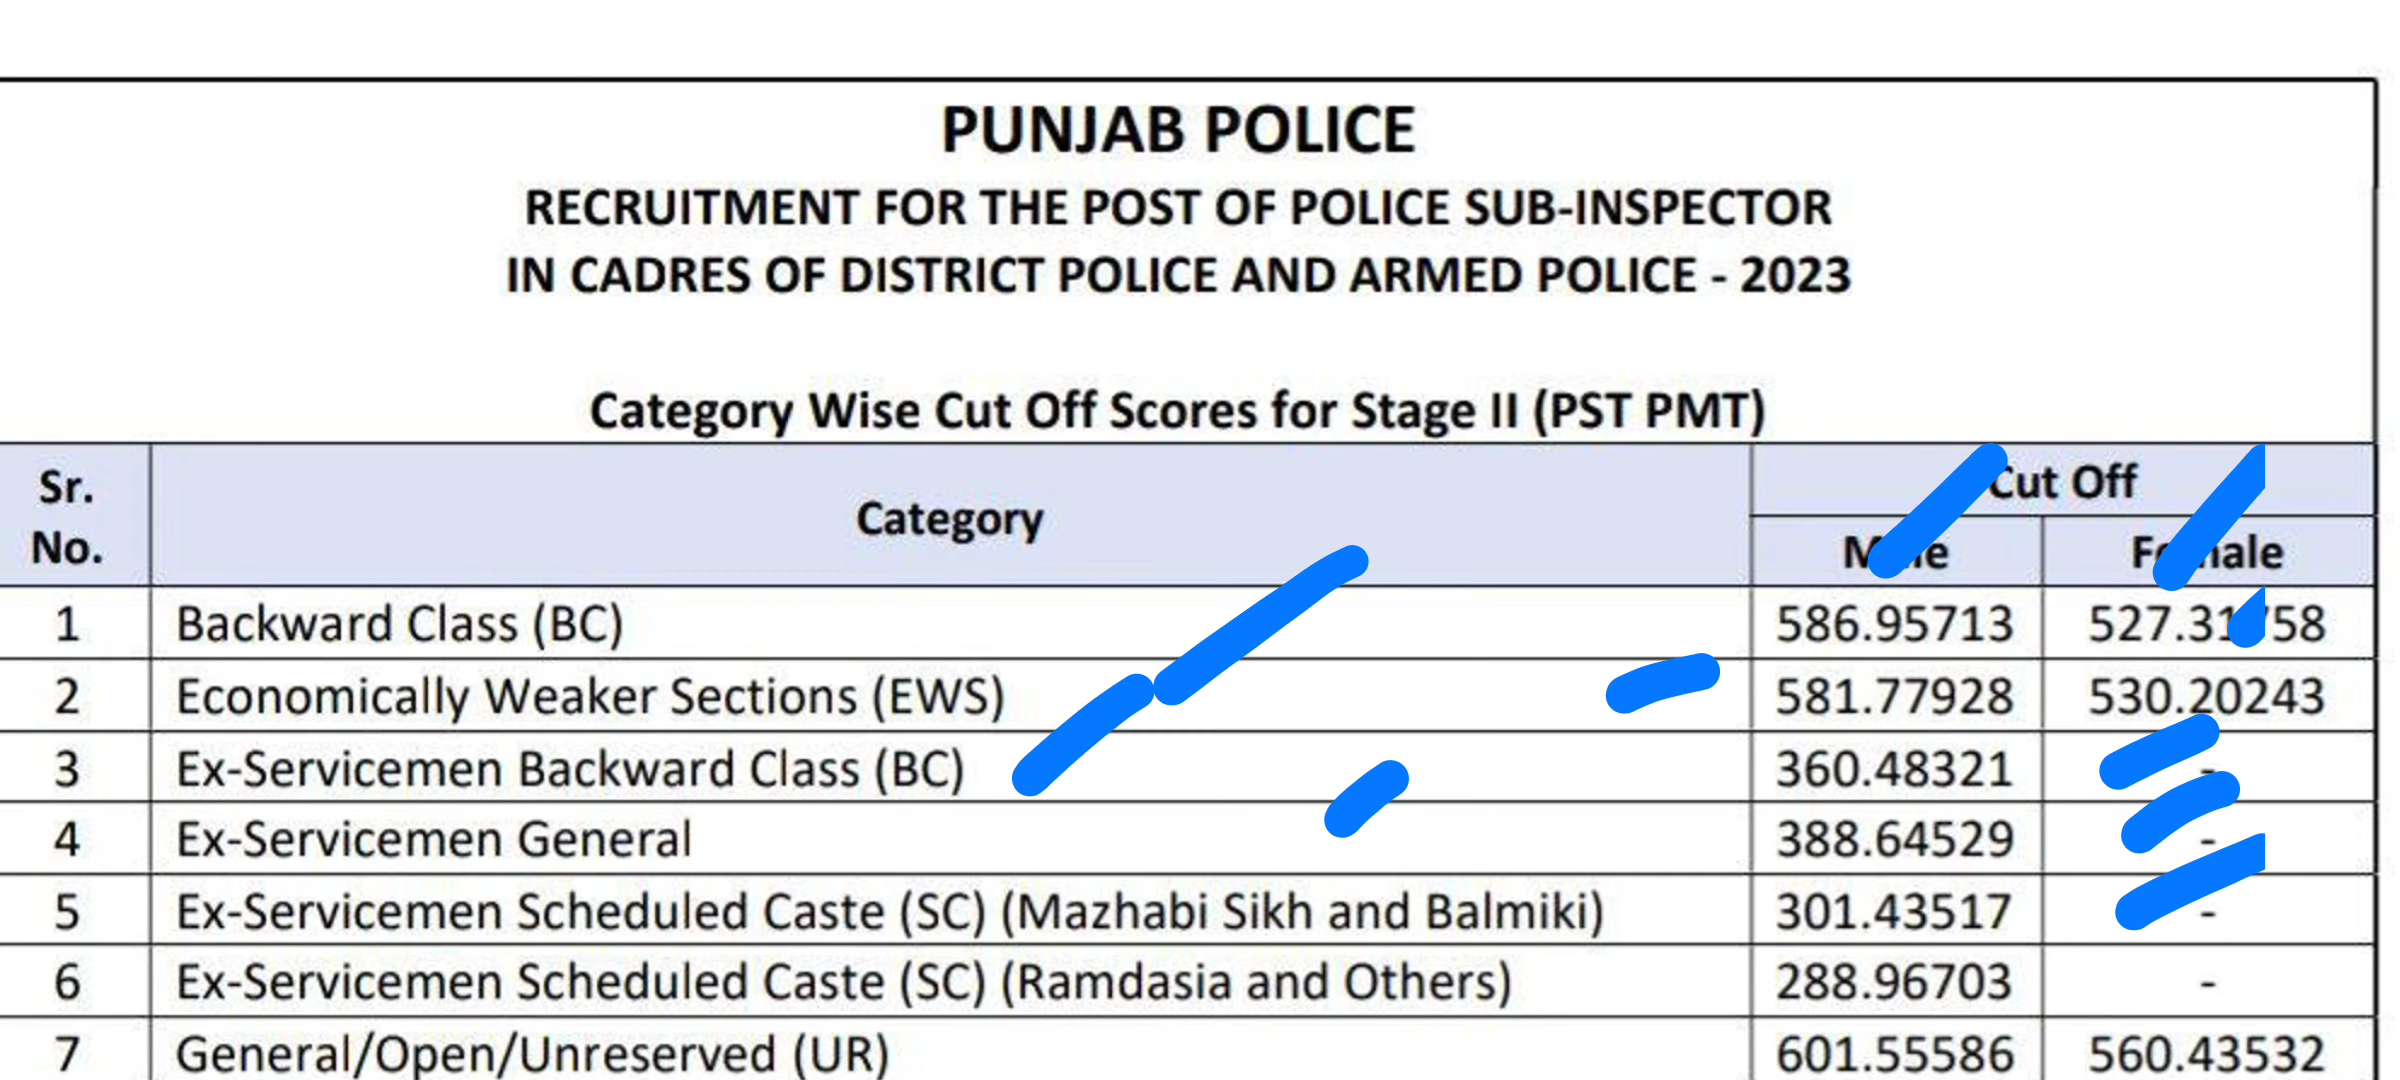 PUNJAB POLICE
RECRUITMENT FOR THE POST OF POLICE SUB-INSPECTOR
IN CADRES OF DISTRICT POLICE AND ARMED POLICE - 2023
Category Wise Cut Off Scores for Stage II (PST PMT)
Sr. No. Category Cut Off
Male Female
1 Backward Class (BC) 586.95713
2 Economically Weaker Sections (EWS) 581.77928 530.20243
3 Ex-Servicemen Backward Class (BC) 360.48321 -
4 Ex-Servicemen General 388.64529 -
5 Ex-Servicemen Scheduled Caste (SC) (Mazhabi Sikh and Balmiki) 301.43517 -
6 Ex-Servicemen Scheduled Caste (SC) (Ramdasia and Others) 288.96703 -
7 General/Open/Unreserved (UR) 601.55586 560.43532